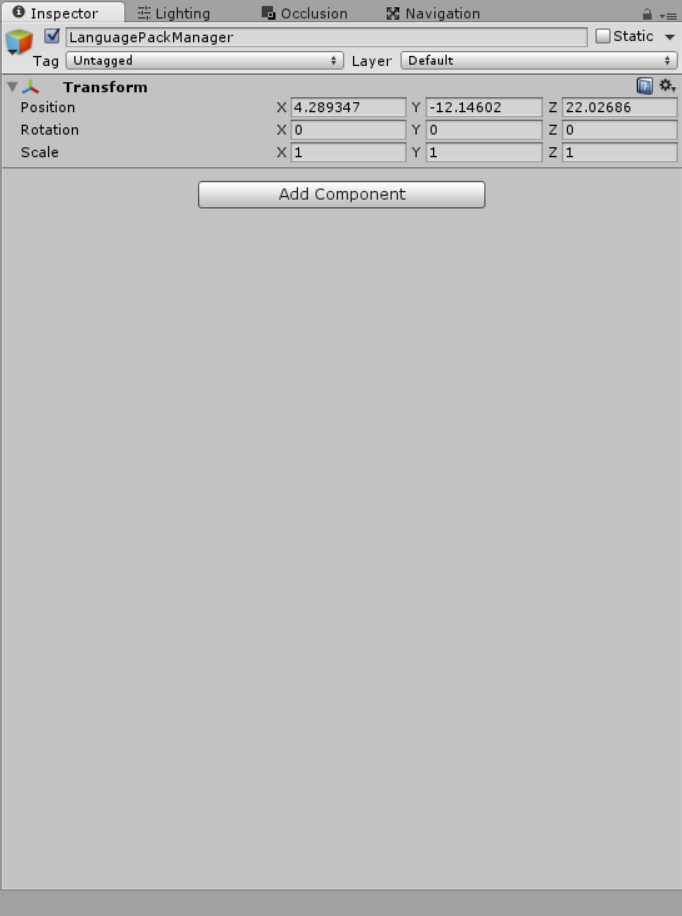 Inspector Lighting Occlusion Navigation
LanguagePackManager Static
Tag Untagged Layer Default
Transform
Position X 4.289347 Y -12.14602 Z 22.02686
Rotation X 0 Y 0 Z 0
Scale X 1 Y 1 Z 1
Add Component